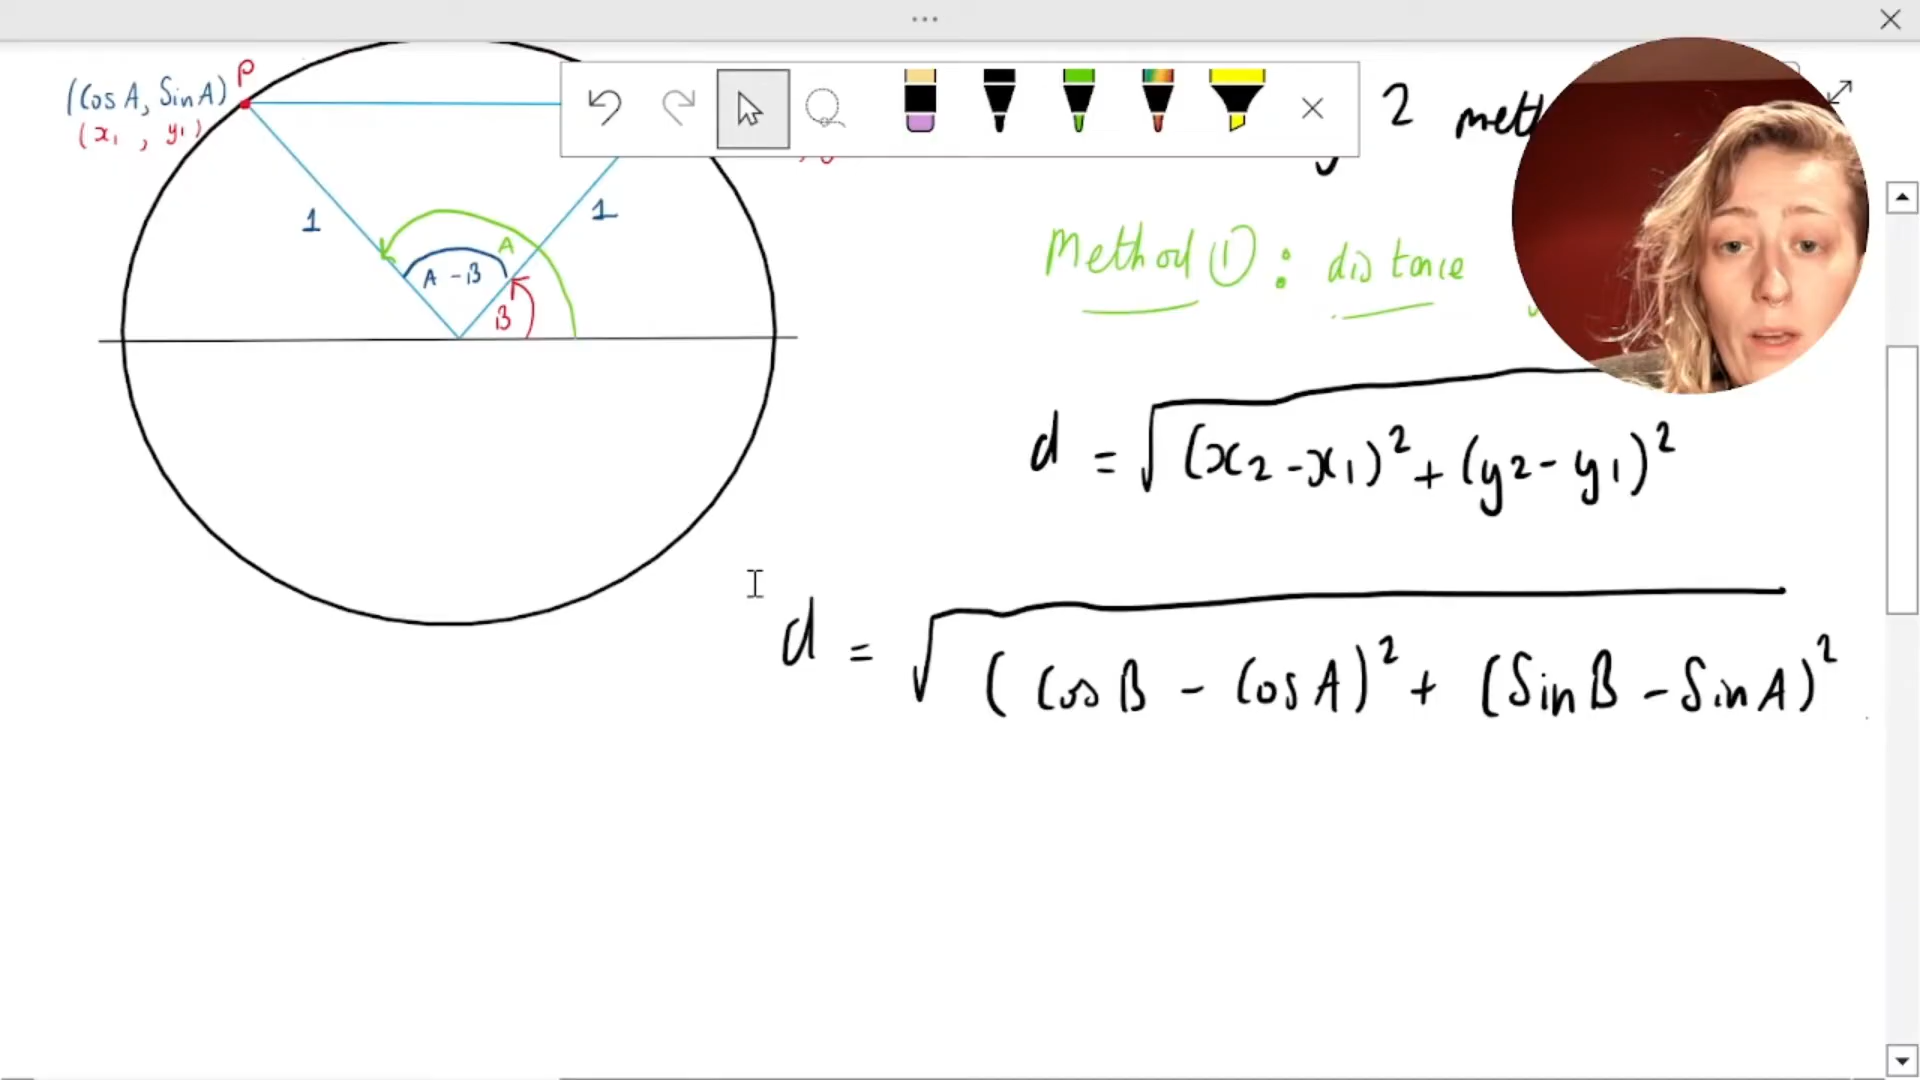 (Cos A, Sin A) P
(x₁, y₁)
2
1
1
A
A - B
B
Method ①: distance
d = √(x₂ - x₁)² + (y₂ - y₁)²
d = √(Cos B - Cos A)² + (Sin B - Sin A)²